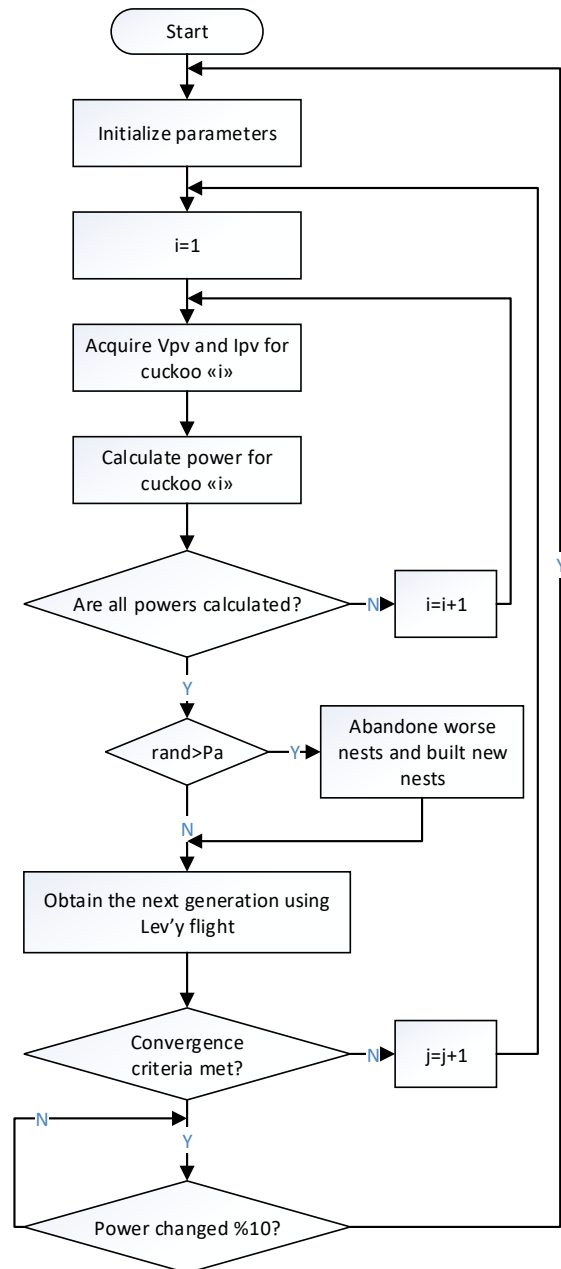 Start
Initialize parameters
i=1
Acquire Vpv and Ipv for
cuckoo «i»
Calculate power for
cuckoo «i»
Y
Are all powers calculated?
N
i=i+1
Y
rand>Pa
Y
Abandone worse
nests and built new
nests
N
Obtain the next generation using
Lev’y flight
Convergence
criteria met?
N
j=j+1
N
Y
Power changed %10?